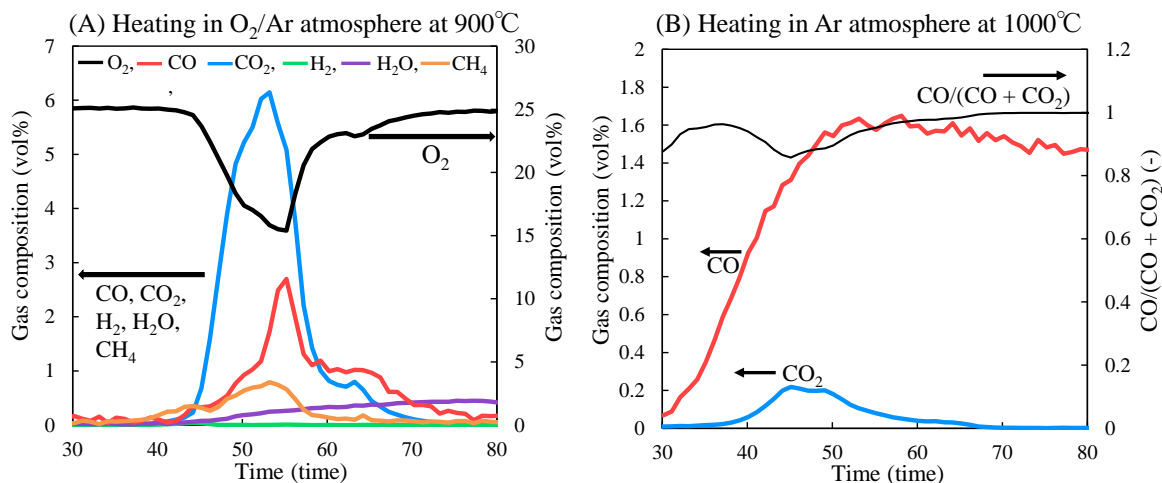 (A) Heating in O₂/Ar atmosphere at 900℃
7
6
5
4
3
2
1
0
30
25
20
15
10
5
0
O₂, CO CO₂, H₂, H₂O, CH₄
,
O₂
CO, CO₂,
H₂, H₂O,
CH₄
Gas composition (vol%)
Gas composition (vol%)
30 40 50 60 70 80
Time (time)
(B) Heating in Ar atmosphere at 1000℃
2
1.8
1.6
1.4
1.2
1
0.8
0.6
0.4
0.2
0
1.2
1
0.8
0.6
0.4
0.2
0
CO/(CO + CO₂)
CO
CO₂
Gas composition (vol%)
CO/(CO + CO₂) (-)
30 40 50 60 70 80
Time (time)